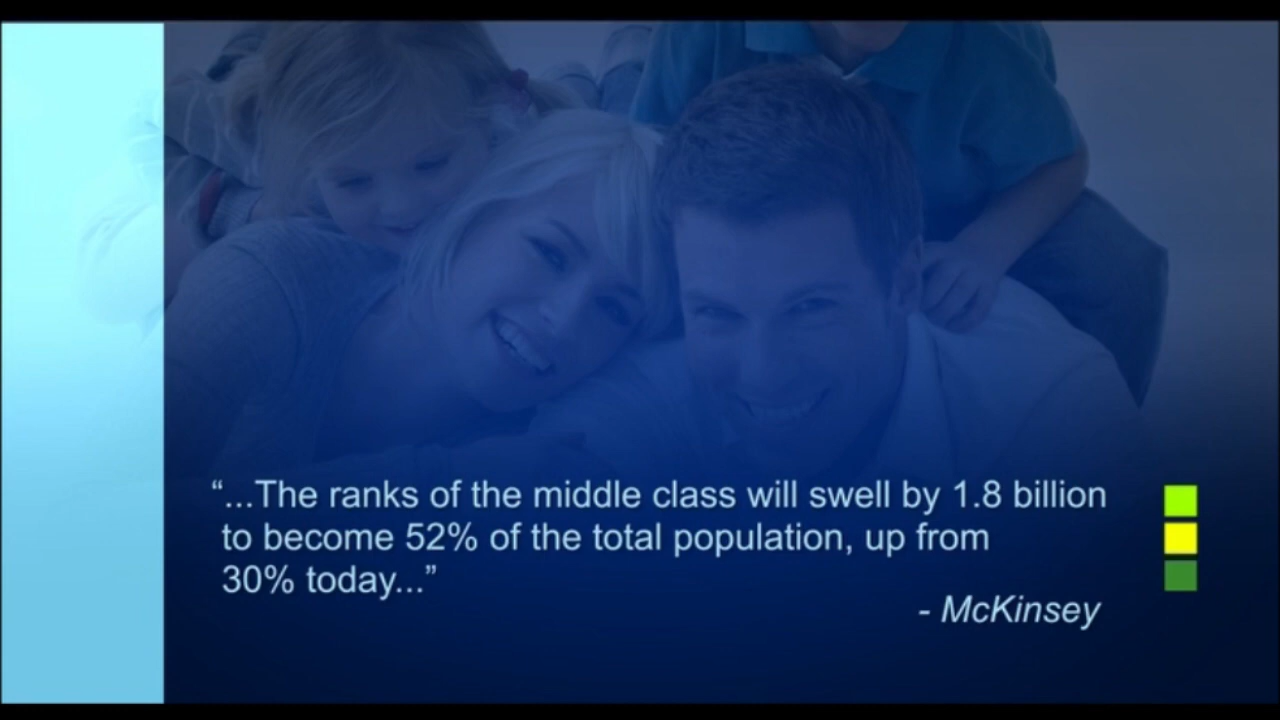 “...The ranks of the middle class will swell by 1.8 billion
to become 52% of the total population, up from
30% today...”
- McKinsey